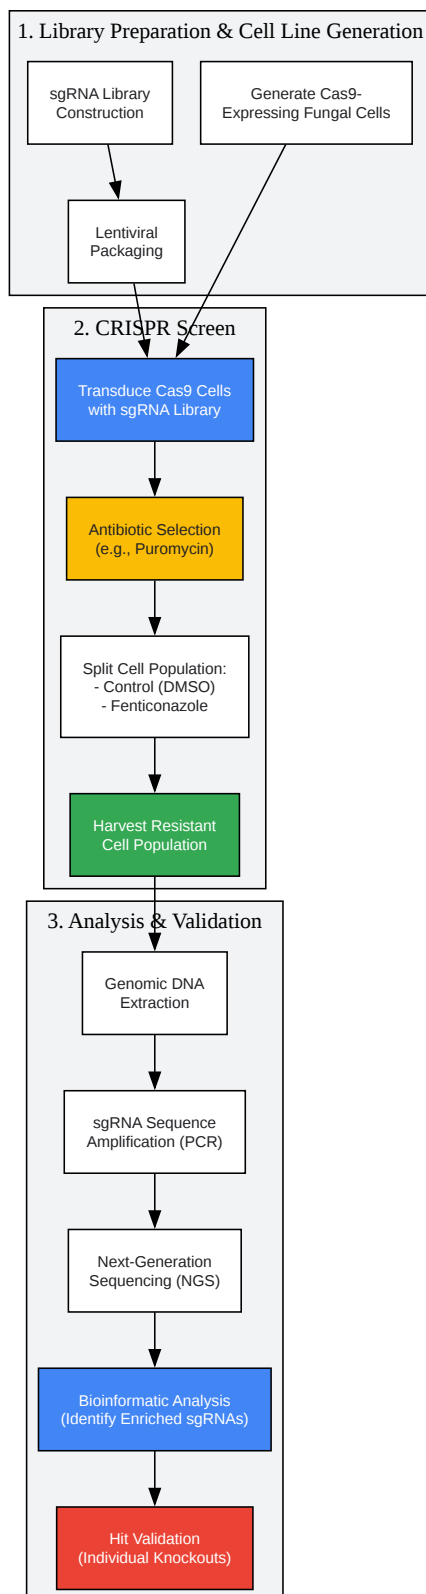 1. Library Preparation & Cell Line Generation
sgRNA Library
Construction
Generate Cas9-
Expressing Fungal Cells
Lentiviral
Packaging
2. CRISPR Screen
Transduce Cas9 Cells
with sgRNA Library
Antibiotic Selection
(e.g., Puromycin)
Split Cell Population:
- Control (DMSO)
- Fenticonazole
Harvest Resistant
Cell Population
3. Analysis & Validation
Genomic DNA
Extraction
sgRNA Sequence
Amplification (PCR)
Next-Generation
Sequencing (NGS)
Bioinformatic Analysis
(Identify Enriched sgRNAs)
Hit Validation
(Individual Knockouts)